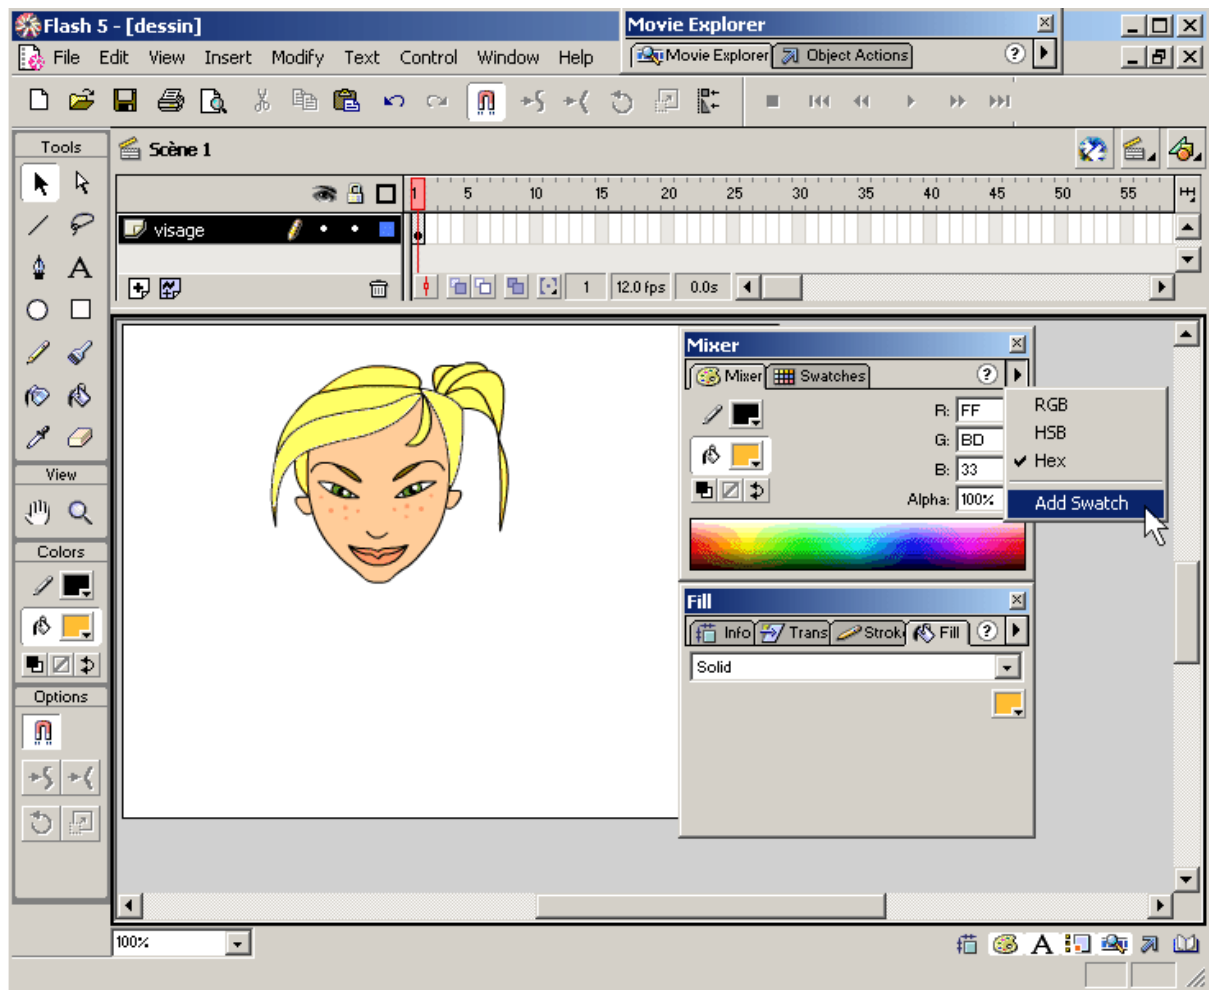 Flash 5 - [dessin]
Movie Explorer
File Edit View Insert Modify Text Control Window Help
Movie Explorer Object Actions ?
Tools
Scène 1
1 5 10 15 20 25 30 35 40 45 50 55
visage
1 12.0 fps 0.0s
A
View
Colors
Options
Mixer
Mixer Swatches ?
R: FF
G: BD
B: 33
Alpha: 100%
RGB
HSB
Hex
Add Swatch
Fill
Info Trans Strok Fill ?
Solid
100%
A